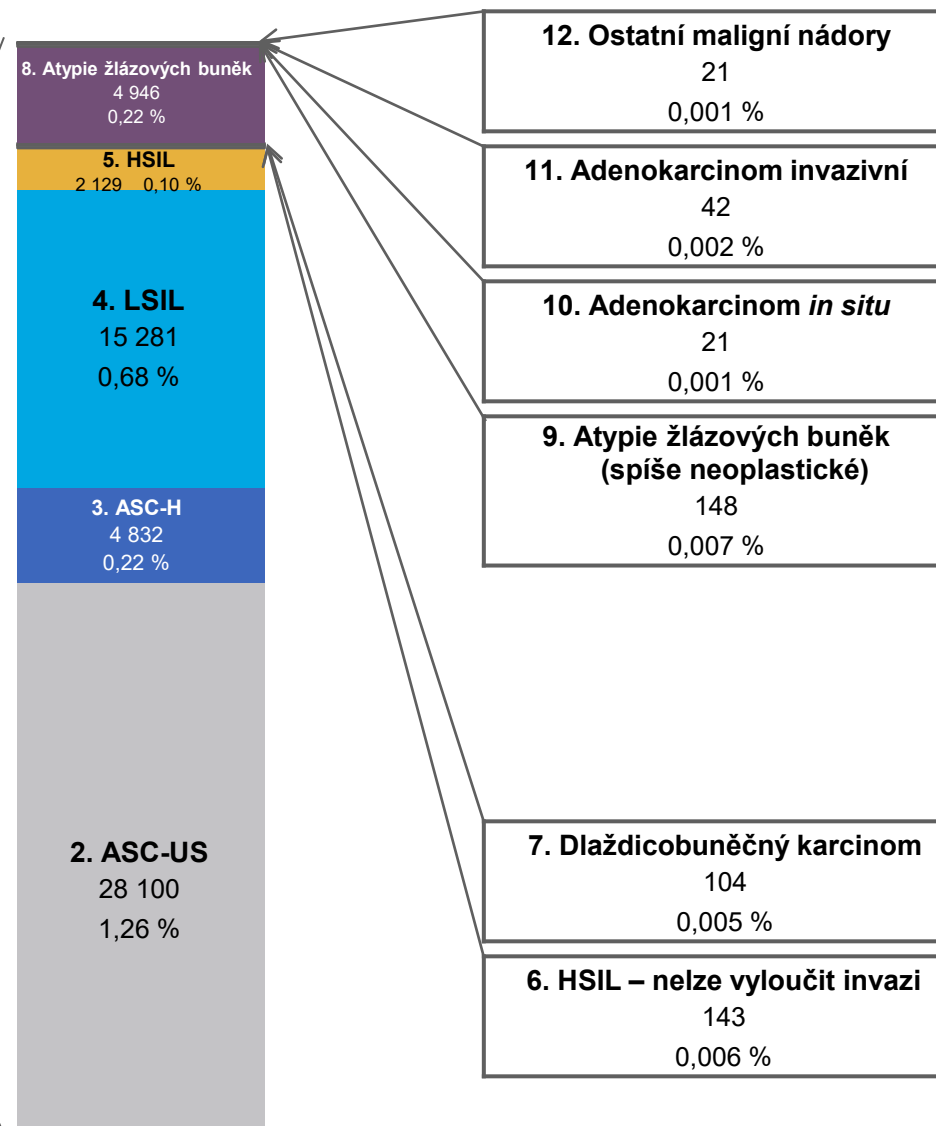 8. Atypie žlázových buněk
4 946
0,22 %
5. HSIL
2 129 0,10 %
4. LSIL
15 281
0,68 %
3. ASC-H
4 832
0,22 %
2. ASC-US
28 100
1,26 %
12. Ostatní maligní nádory
21
0,001 %
11. Adenokarcinom invazivní
42
0,002 %
10. Adenokarcinom in situ
21
0,001 %
9. Atypie žlázových buněk
(spíše neoplastické)
148
0,007 %
7. Dlaždicobuněčný karcinom
104
0,005 %
6. HSIL – nelze vyloučit invazi
143
0,006 %